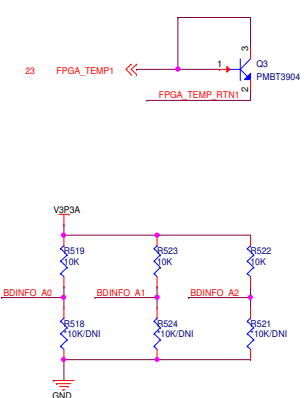 3
23 FPGA_TEMP1 1 Q3
PMBT3904
2
FPGA_TEMP_RTN1
V3P3A
R519 R523 R522
10K 10K 10K
BDINFO_A0 BDINFO_A1 BDINFO_A2
R518 R524 R521
*10K/DNI *10K/DNI *10K/DNI
GND